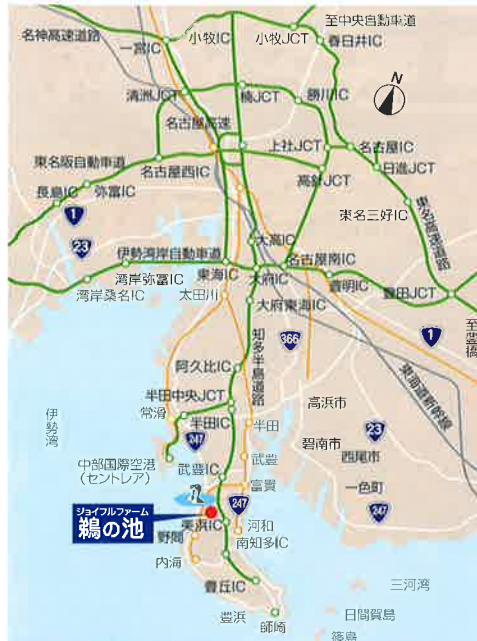 至中央自動車道
名神高速道路
小牧IC
小牧JCT
一宮IC
春日井IC
N
清洲JCT
楠JCT
勝川IC
名古屋高速
上社JCT
名古屋IC
東名阪自動車道
名古屋西IC
高針JCT
日進JCT
長島IC
弥富IC
東名三好IC
東名高速道路
1
23
大高IC
伊勢湾岸自動車道
名古屋南IC
東海IC
大府IC
豊明IC
湾岸弥富IC
湾岸桑名IC
太田川
大府東海IC
豊田JCT
至豊橋
知多半島道路
366
1
東海道新幹線
阿久比IC
半田中央JCT
高浜市
常滑
半田IC
半田
伊勢湾
247
碧南市
23
中部国際空港
(セントレア)
武豊IC
武豊
西尾市
富貴
一色町
ジョイフルファーム
鵜の池
247
247
美浜IC
河和
野間
南知多IC
内海
豊丘IC
三河湾
豊浜
師崎
日間賀島
篠島